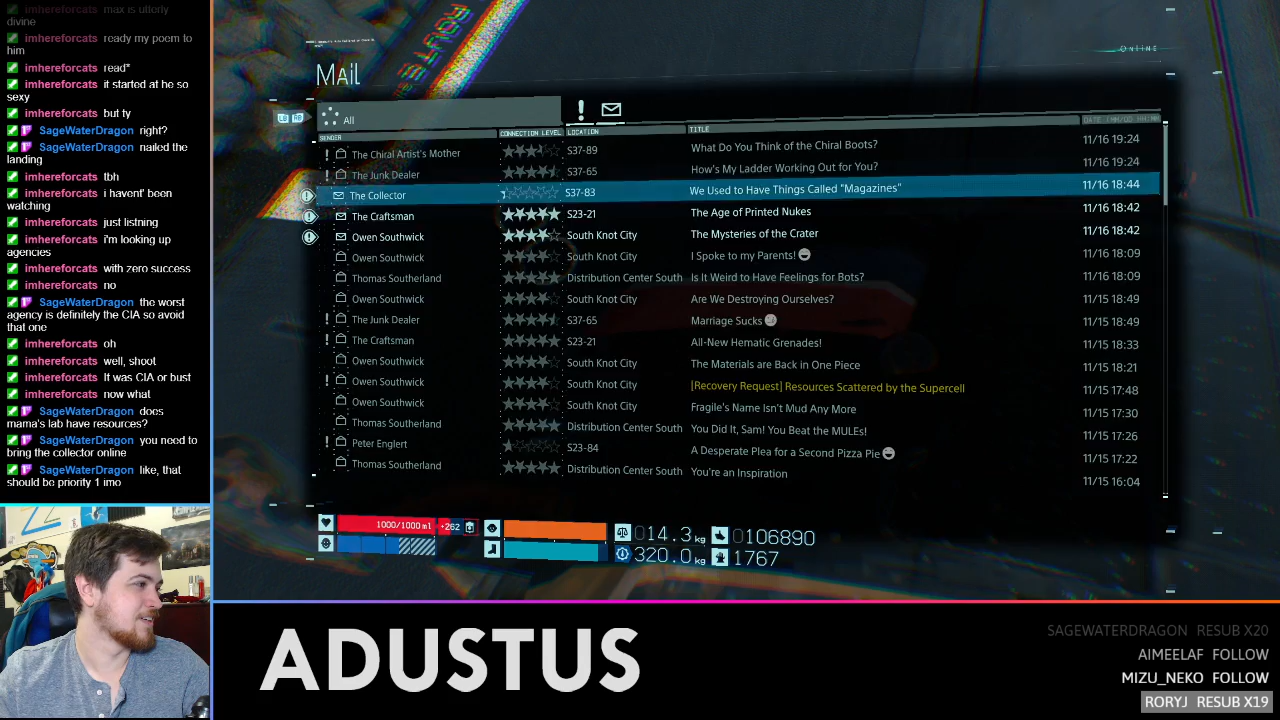 max is utterly
divine
imhereforcats ready my poem to
him
imhereforcats read*
imhereforcats it started at he so
sexy
imhereforcats but ty
SageWaterDragon right?
SageWaterDragon nailed the
landing
SageWaterDragon tbh
imhereforcats i havent' been
watching
imhereforcats just listning
imhereforcats i'm looking up
agencies
imhereforcats with zero success
imhereforcats no
SageWaterDragon the worst
agency is definitely the CIA so avoid
that one
imhereforcats oh
imhereforcats well, shoot
imhereforcats It was CIA or bust
imhereforcats now what
SageWaterDragon does
mama's lab have resources?
SageWaterDragon you need to
bring the collector online
SageWaterDragon like, that
should be priority 1 imo
ROUTE
ONLINE
Mail
LB RB All
SENDER CONNECTION LEVEL LOCATION TITLE DATE (MM/DD HH:MM)
! The Chiral Artist's Mother S37-89 What Do You Think of the Chiral Boots? 11/16 19:24
! The Junk Dealer S37-65 How's My Ladder Working Out for You? 11/16 19:24
! The Collector S37-83 We Used to Have Things Called "Magazines" 11/16 18:44
! The Craftsman S23-21 The Age of Printed Nukes 11/16 18:42
! Owen Southwick South Knot City The Mysteries of the Crater 11/16 18:42
Owen Southwick South Knot City I Spoke to my Parents! 11/16 18:09
Thomas Southerland Distribution Center South Is It Weird to Have Feelings for Bots? 11/16 18:09
Owen Southwick South Knot City Are We Destroying Ourselves? 11/15 18:49
! The Junk Dealer S37-65 Marriage Sucks 11/15 18:49
! The Craftsman S23-21 All-New Hematic Grenades! 11/15 18:33
Owen Southwick South Knot City The Materials are Back in One Piece 11/15 18:21
! Owen Southwick South Knot City [Recovery Request] Resources Scattered by the Supercell 11/15 17:48
Owen Southwick South Knot City Fragile's Name Isn't Mud Any More 11/15 17:30
Thomas Southerland Distribution Center South You Did It, Sam! You Beat the MULEs! 11/15 17:26
! Peter Englert S23-84 A Desperate Plea for a Second Pizza Pie 11/15 17:22
Thomas Southerland Distribution Center South You're an Inspiration 11/15 16:04
1000/1000 ml +262 014.3 kg 0106890
320.0 kg 1767
ADUSTUS
SAGEWATERDRAGON RESUB X20
AIMEELAF FOLLOW
MIZU_NEKO FOLLOW
RORYJ RESUB X19